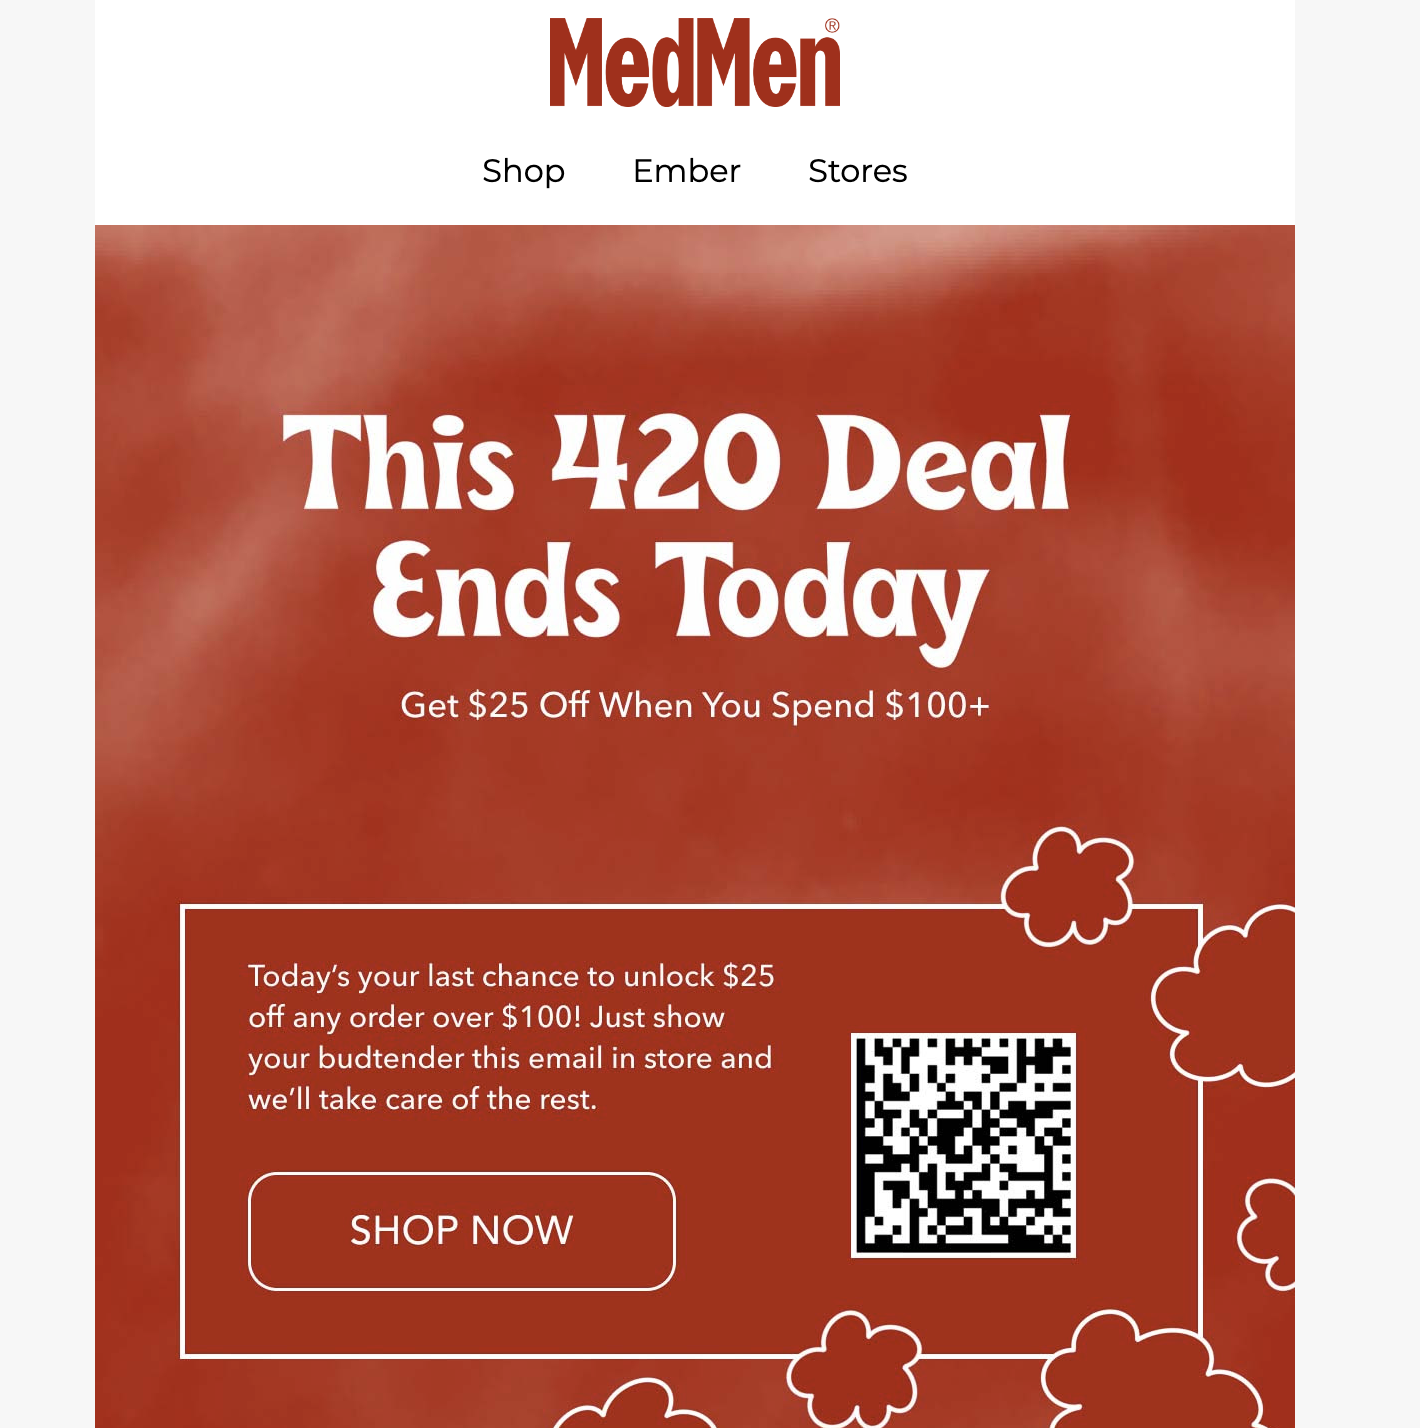 MedMen®
Shop Ember Stores
This 420 Deal
Ends Today
Get $25 Off When You Spend $100+
Today’s your last chance to unlock $25
off any order over $100! Just show
your budtender this email in store and
we’ll take care of the rest.
SHOP NOW